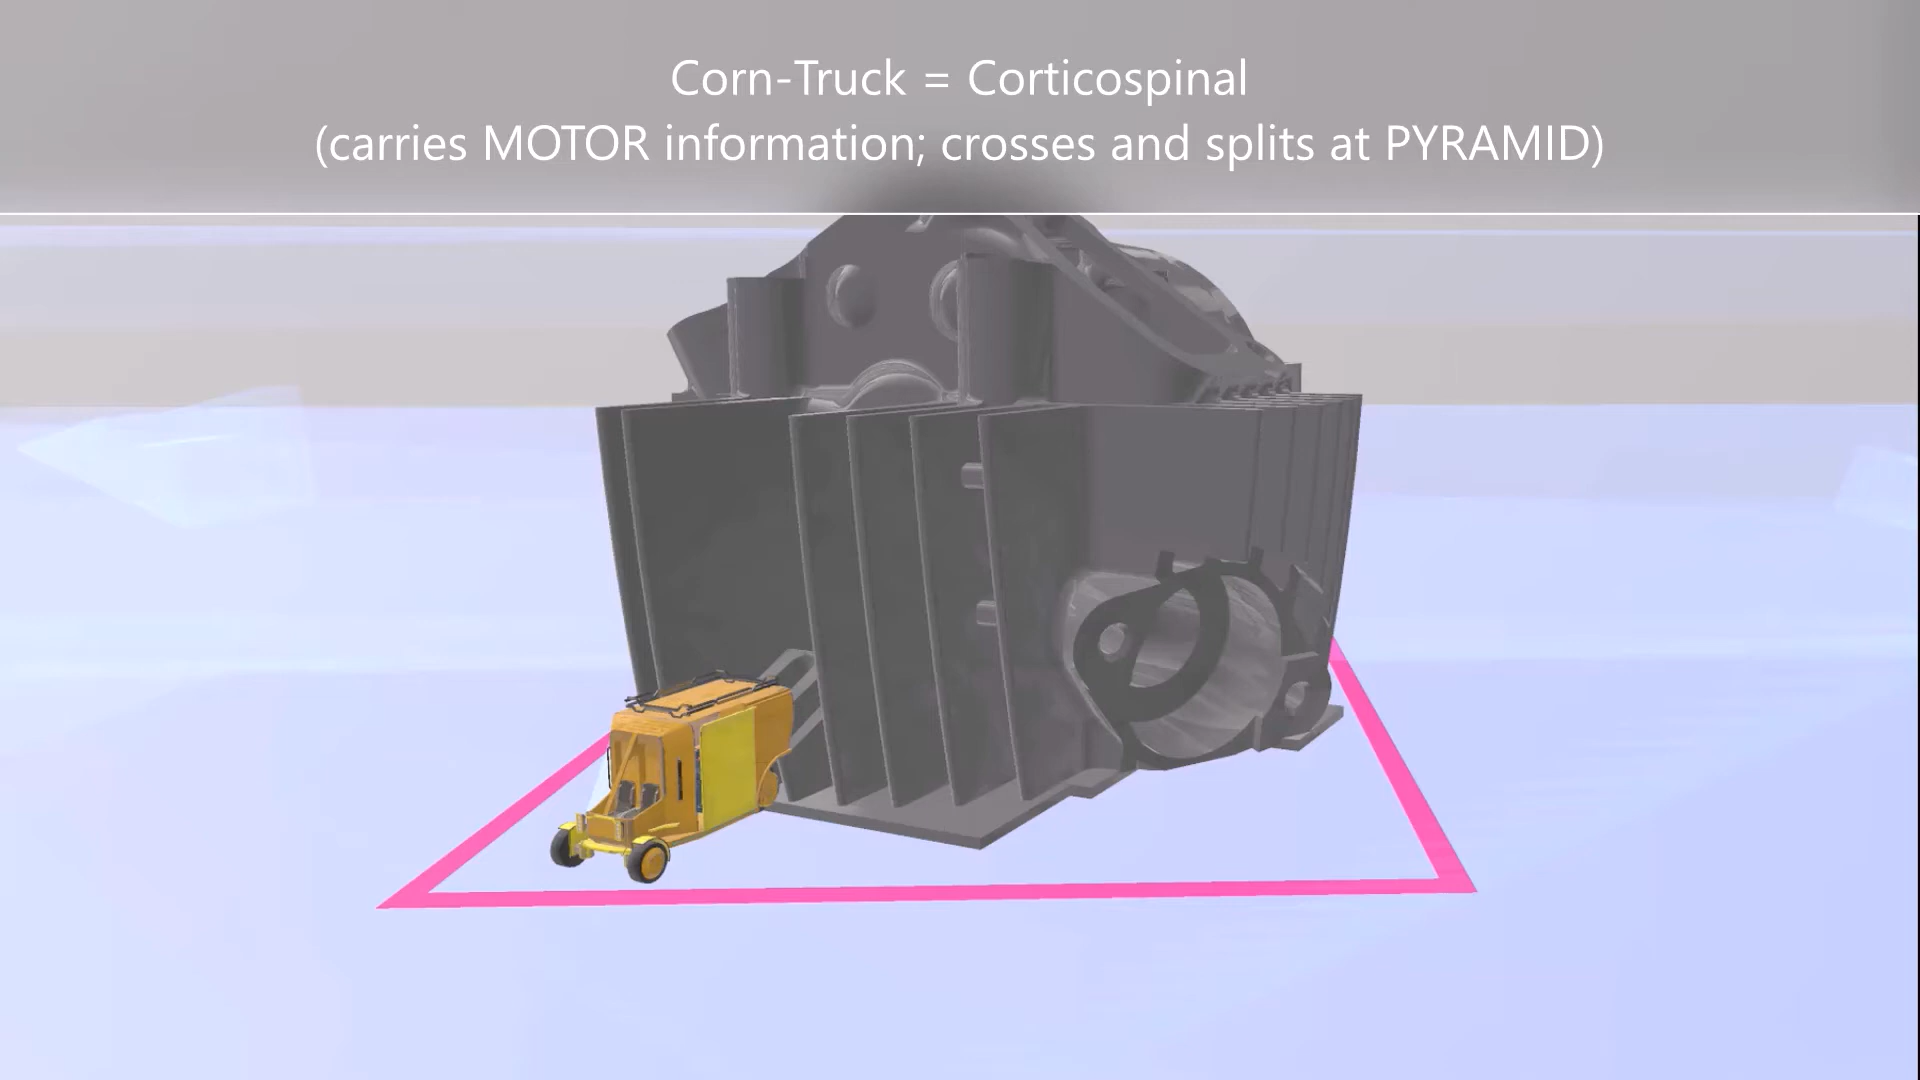 Corn-Truck = Corticospinal
(carries MOTOR information; crosses and splits at PYRAMID)